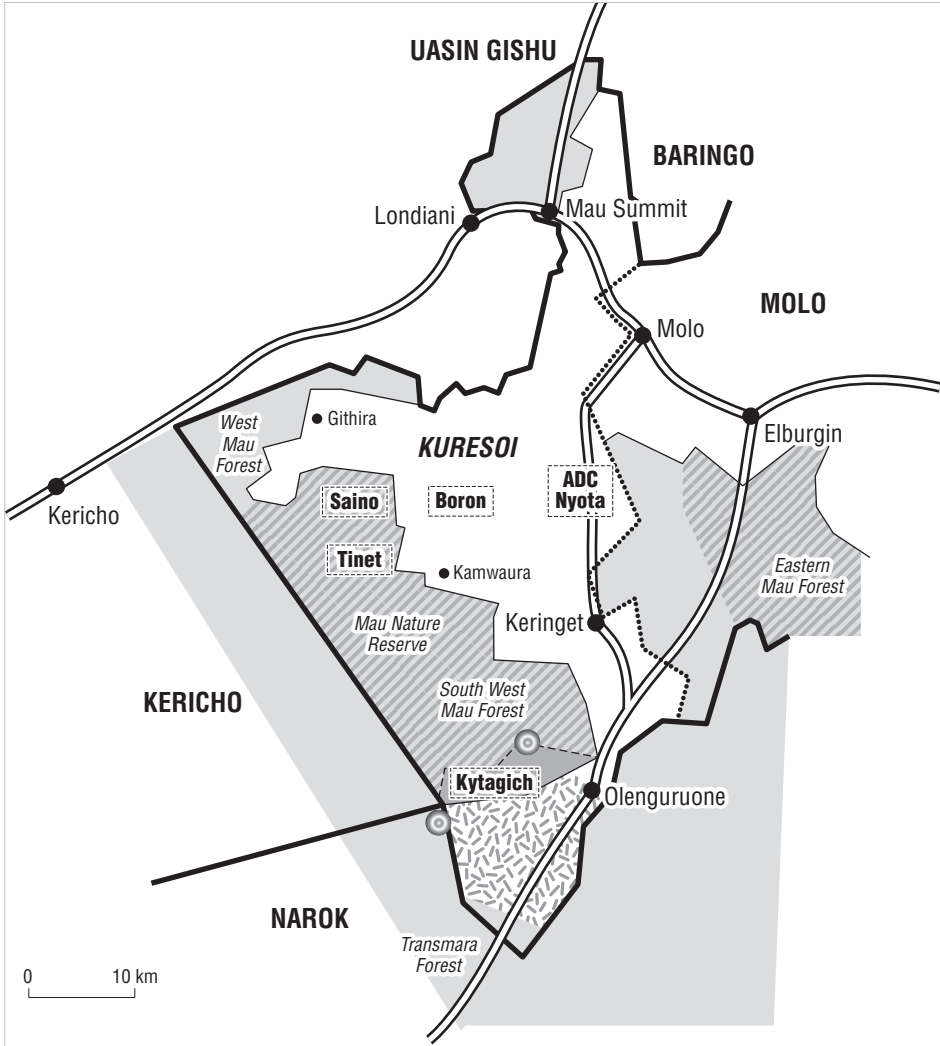 UASIN GISHU
BARINGO
Londiani
Mau Summit
MOLO
Molo
West
Mau
Forest
Githira
KURESOI
Elburgin
Kericho
Saino
Boron
ADC
Nyota
Tinet
Kamwaura
Eastern
Mau Forest
Mau Nature
Reserve
Keringet
KERICHO
South West
Mau Forest
Kytagich
Olenguruone
NAROK
Transmara
Forest
0 10 km